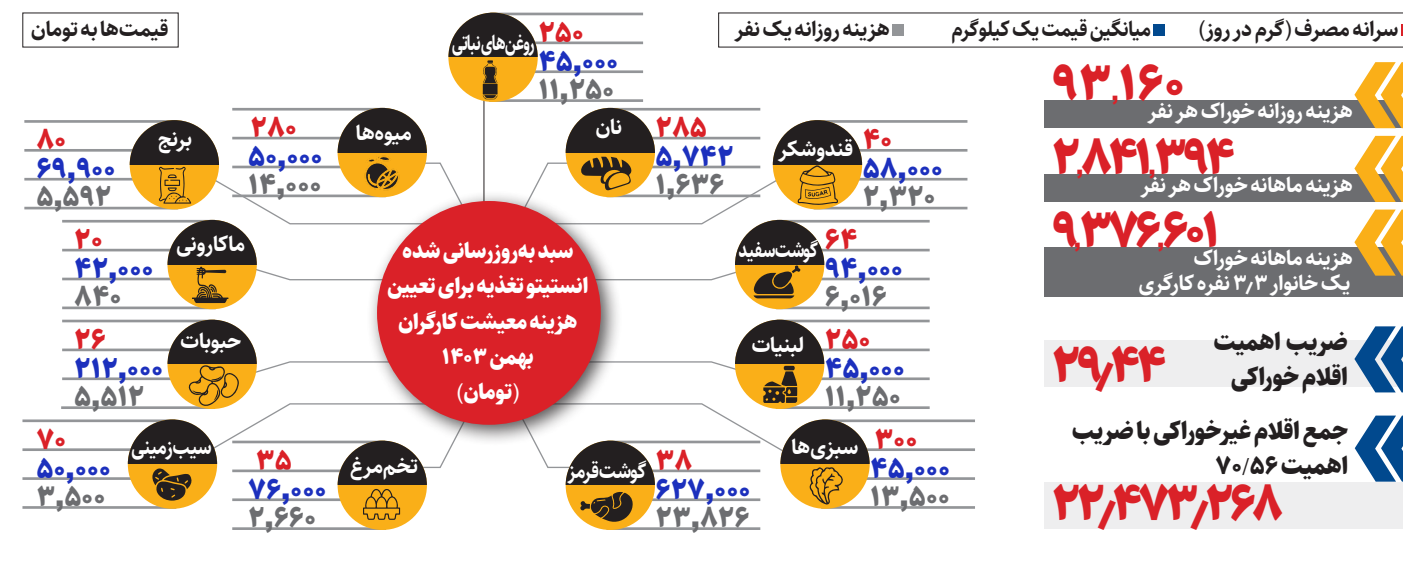 سرانه مصرف (گرم در روز)
میانگین قیمت یک کیلوگرم
هزینه روزانه یک نفر
قیمت‌ها به تومان
۹۳,۱۶۰
هزینه روزانه خوراک هر نفر
۲,۸۴۱,۳۹۴
هزینه ماهانه خوراک هر نفر
۹,۳۷۶,۶۰۱
هزینه ماهانه خوراک
یک خانوار ۳٫۳ نفره کارگری
ضریب اهمیت
اقلام خوراکی
۲۹٫۴۴
جمع اقلام غیرخوراکی با ضریب
اهمیت ۷۰/۵۶
۲۲٫۴۷۳٫۲۶۸
سبد به‌روزرسانی شده
انستیتو تغذیه برای تعیین
هزینه معیشت کارگران
بهمن ۱۴۰۳
(تومان)
روغن‌های نباتی
۲۵۰
۴۵,۰۰۰
۱۱,۲۵۰
نان
۲۸۵
۵,۷۴۲
۱,۶۳۶
قندوشکر
SUGAR
۴۰
۵۸,۰۰۰
۲,۳۲۰
گوشت‌سفید
۶۴
۹۴,۰۰۰
۶,۰۱۶
لبنیات
۲۵۰
۴۵,۰۰۰
۱۱,۲۵۰
سبزی‌ها
۳۰۰
۴۵,۰۰۰
۱۳,۵۰۰
گوشت‌قرمز
۳۸
۶۲۷,۰۰۰
۲۳,۸۲۶
تخم‌مرغ
۳۵
۷۶,۰۰۰
۲,۶۶۰
سیب‌زمینی
۷۰
۵۰,۰۰۰
۳,۵۰۰
حبوبات
۲۶
۲۱۲,۰۰۰
۵,۵۱۲
ماکارونی
۲۰
۴۲,۰۰۰
۸۴۰
برنج
۸۰
۶۹,۹۰۰
۵,۵۹۲
میوه‌ها
۲۸۰
۵۰,۰۰۰
۱۴,۰۰۰